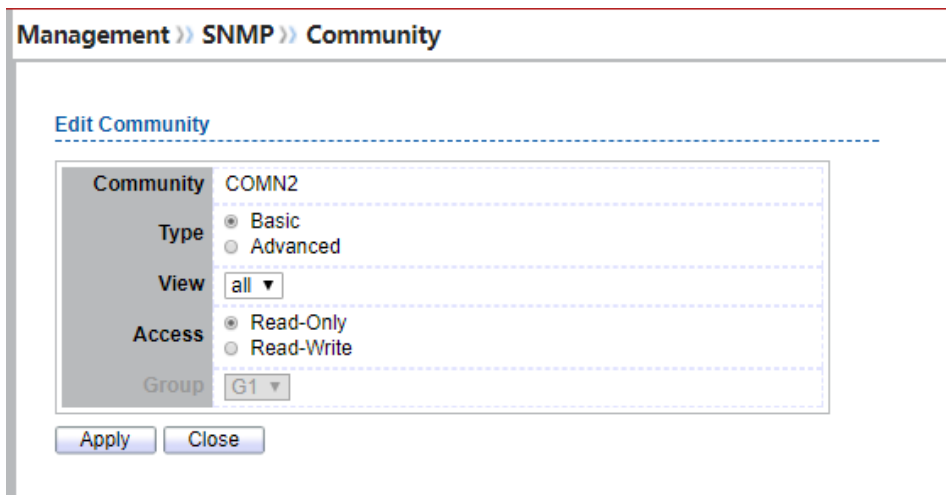 Management » SNMP » Community
Edit Community
Community COMN2
Type Basic
Advanced
View all
Access Read-Only
Read-Write
Group G1
Apply Close